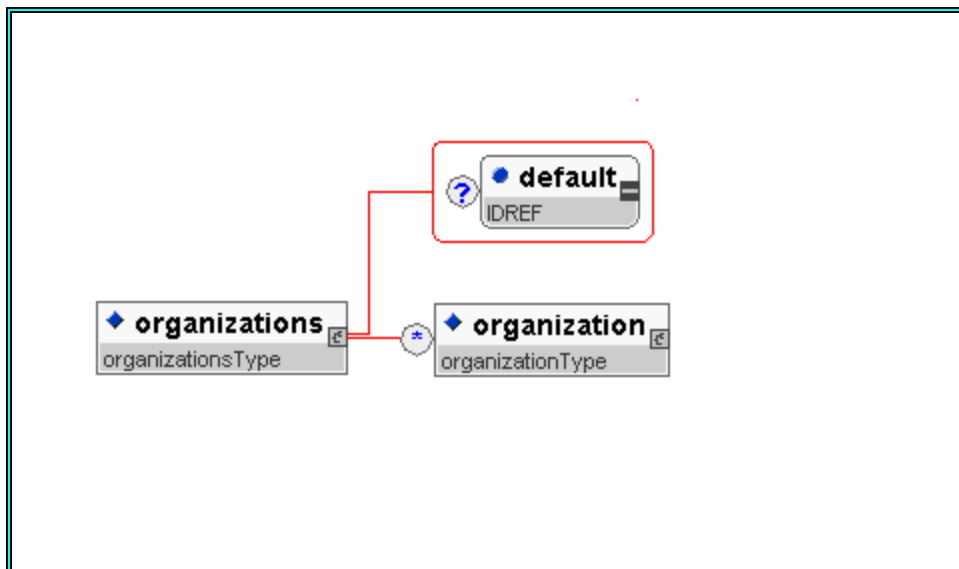 ?
default
IDREF
organizations
organizationsType
*
organization
organizationType